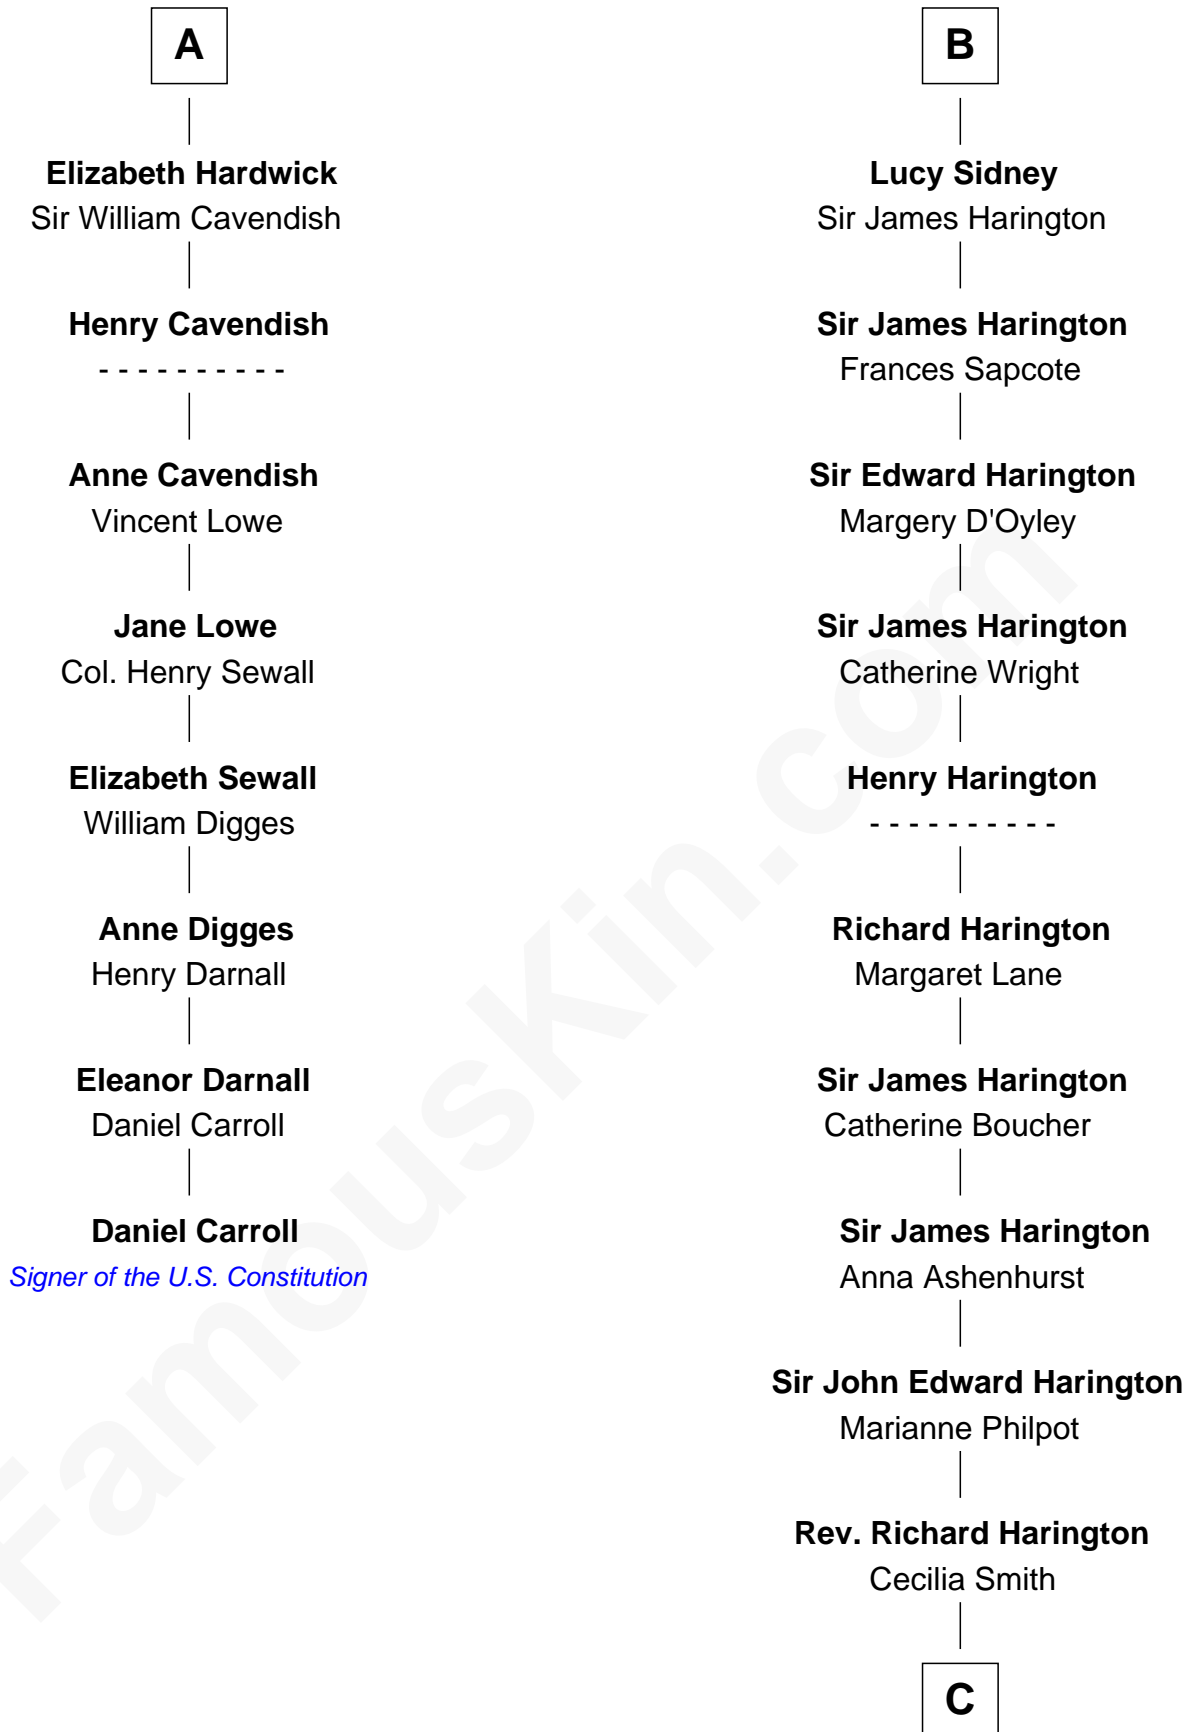 A
Elizabeth Hardwick
Sir William Cavendish
Henry Cavendish
- - - - - - - - - -
Anne Cavendish
Vincent Lowe
Jane Lowe
Col. Henry Sewall
Elizabeth Sewall
William Digges
Anne Digges
Henry Darnall
Eleanor Darnall
Daniel Carroll
Daniel Carroll
Signer of the U.S. Constitution
B
Lucy Sidney
Sir James Harington
Sir James Harington
Frances Sapcote
Sir Edward Harington
Margery D'Oyley
Sir James Harington
Catherine Wright
Henry Harington
- - - - - - - - - -
Richard Harington
Margaret Lane
Sir James Harington
Catherine Boucher
Sir James Harington
Anna Ashenhurst
Sir John Edward Harington
Marianne Philpot
Rev. Richard Harington
Cecilia Smith
C
FamousKin.com